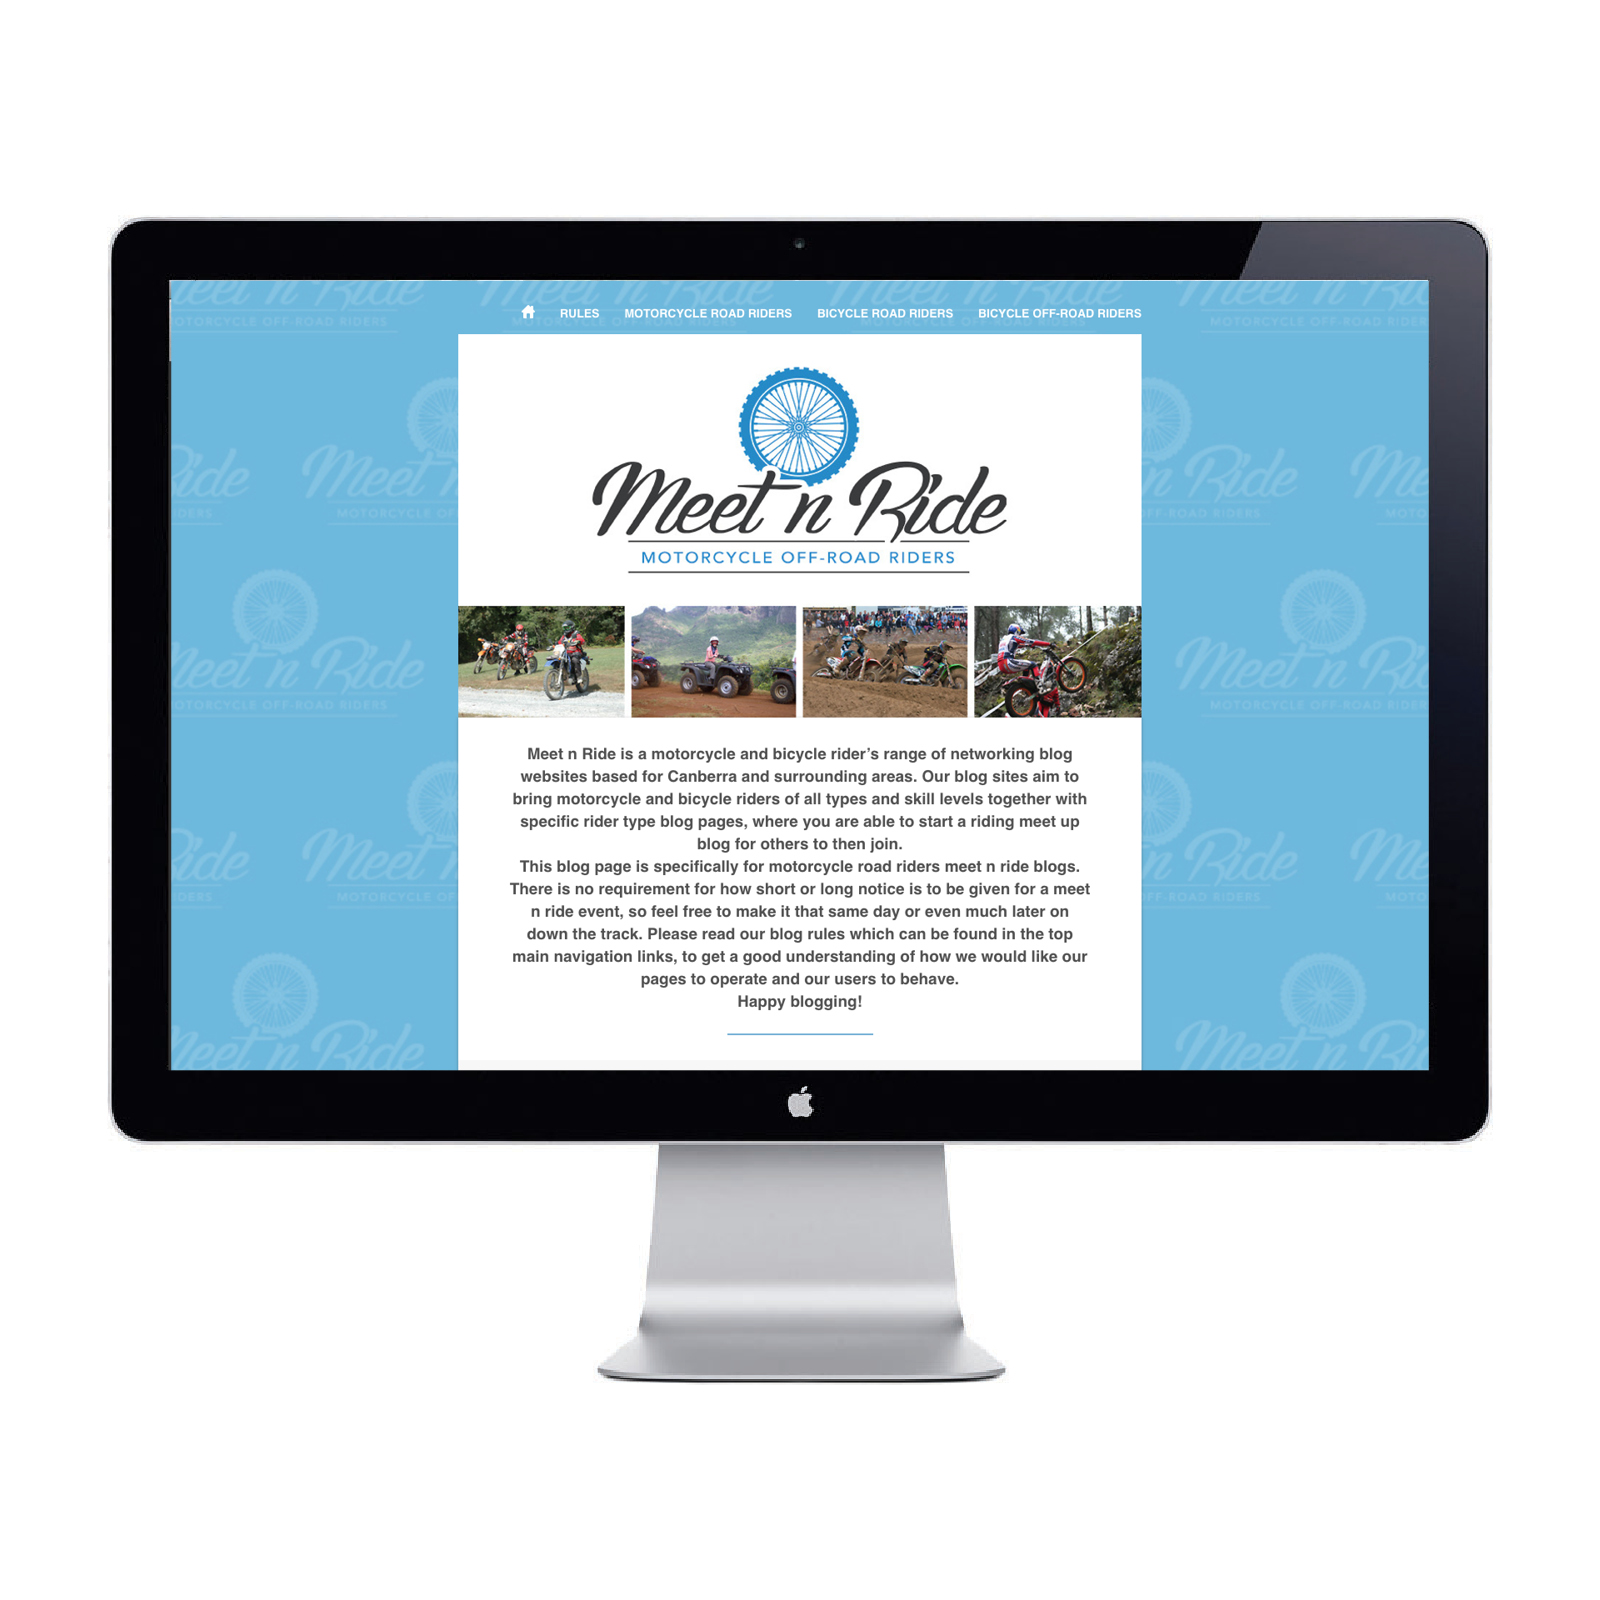 RULES MOTORCYCLE ROAD RIDERS BICYCLE ROAD RIDERS BICYCLE OFF-ROAD RIDERS
Meet n Ride
MOTORCYCLE OFF-ROAD RIDERS
Meet n Ride is a motorcycle and bicycle rider’s range of networking blog
websites based for Canberra and surrounding areas. Our blog sites aim to
bring motorcycle and bicycle riders of all types and skill levels together with
specific rider type blog pages, where you are able to start a riding meet up
blog for others to then join.
This blog page is specifically for motorcycle road riders meet n ride blogs.
There is no requirement for how short or long notice is to be given for a meet
n ride event, so feel free to make it that same day or even much later on
down the track. Please read our blog rules which can be found in the top
main navigation links, to get a good understanding of how we would like our
pages to operate and our users to behave.
Happy blogging!